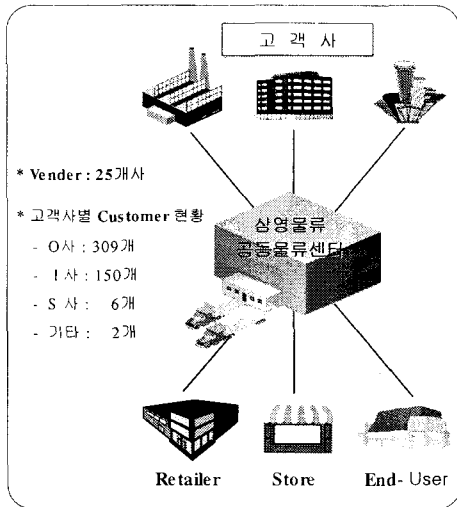 고 객 사
* Vender : 25개사
* 고객사별 Customer 현황
- O사 : 309개
- I사 : 150개
- S 사 : 6개
- 기타 : 2개
삼영물류
공동물류센터
Retailer Store End- User